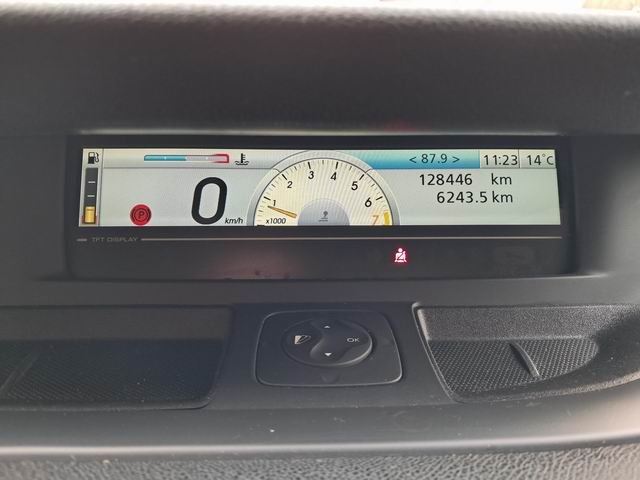 < 87.9 > 11:23 14°C
128446 km
6243.5 km
0 km/h
P
1 2 3 4 5 6 7
x1000
TFT DISPLAY
OK